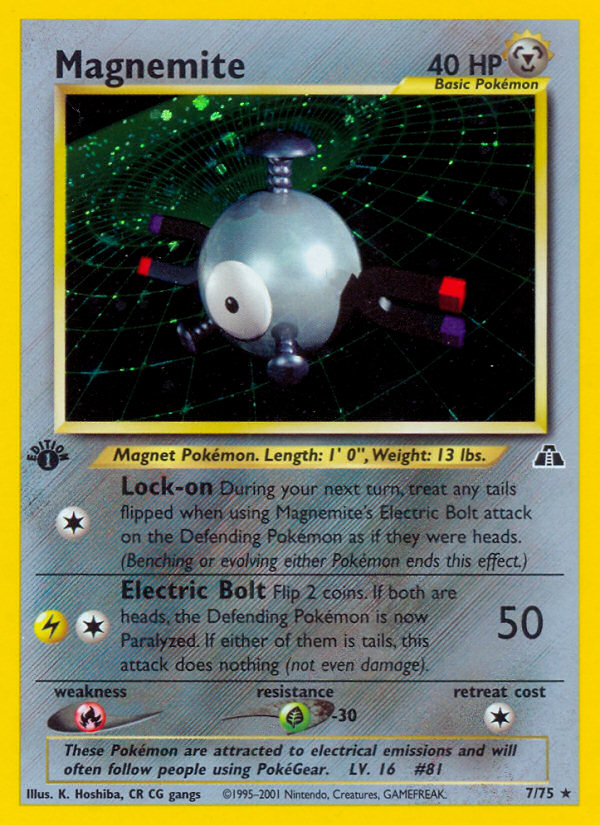 Magnemite 40 HP
Basic Pokémon
EDITION 1
Magnet Pokémon. Length: 1' 0", Weight: 13 lbs.
Lock-on During your next turn, treat any tails
flipped when using Magnemite's Electric Bolt attack
on the Defending Pokémon as if they were heads.
(Benching or evolving either Pokémon ends this effect.)
Electric Bolt Flip 2 coins. If both are
heads, the Defending Pokémon is now
Paralyzed. If either of them is tails, this
attack does nothing (not even damage).
50
weakness resistance retreat cost
-30
These Pokémon are attracted to electrical emissions and will
often follow people using PokéGear. LV. 16 #81
Illus. K. Hoshiba, CR CG gangs ©1995-2001 Nintendo, Creatures, GAMEFREAK. 7/75 ★